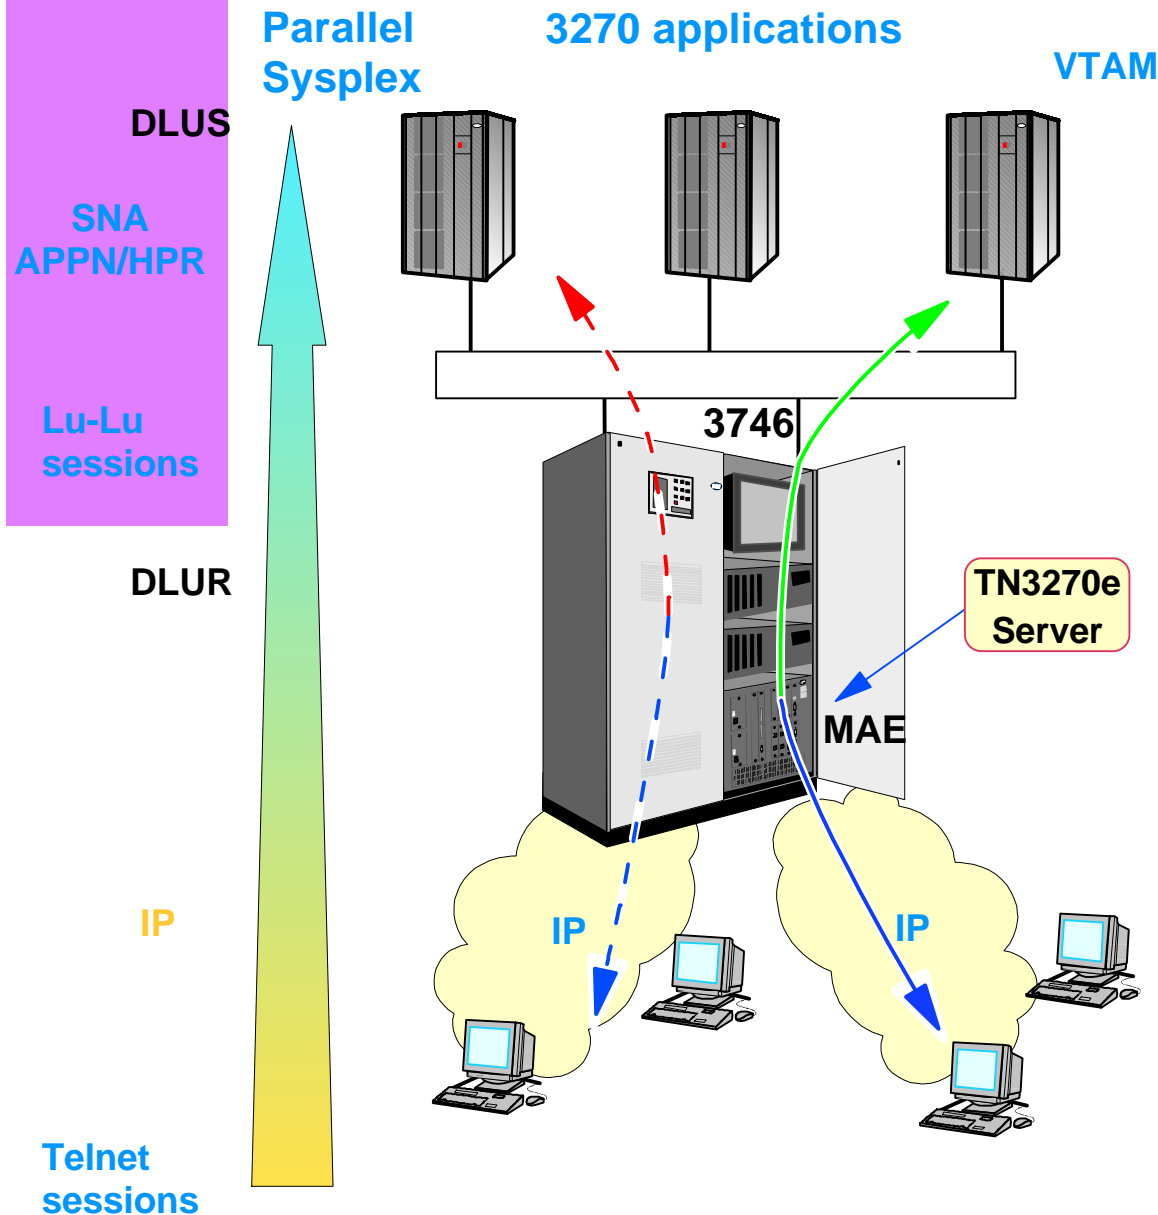 Parallel
Sysplex
3270 applications
VTAM
DLUS
SNA
APPN/HPR
Lu-Lu
sessions
3746
DLUR
TN3270e
Server
MAE
IP
IP
IP
Telnet
sessions